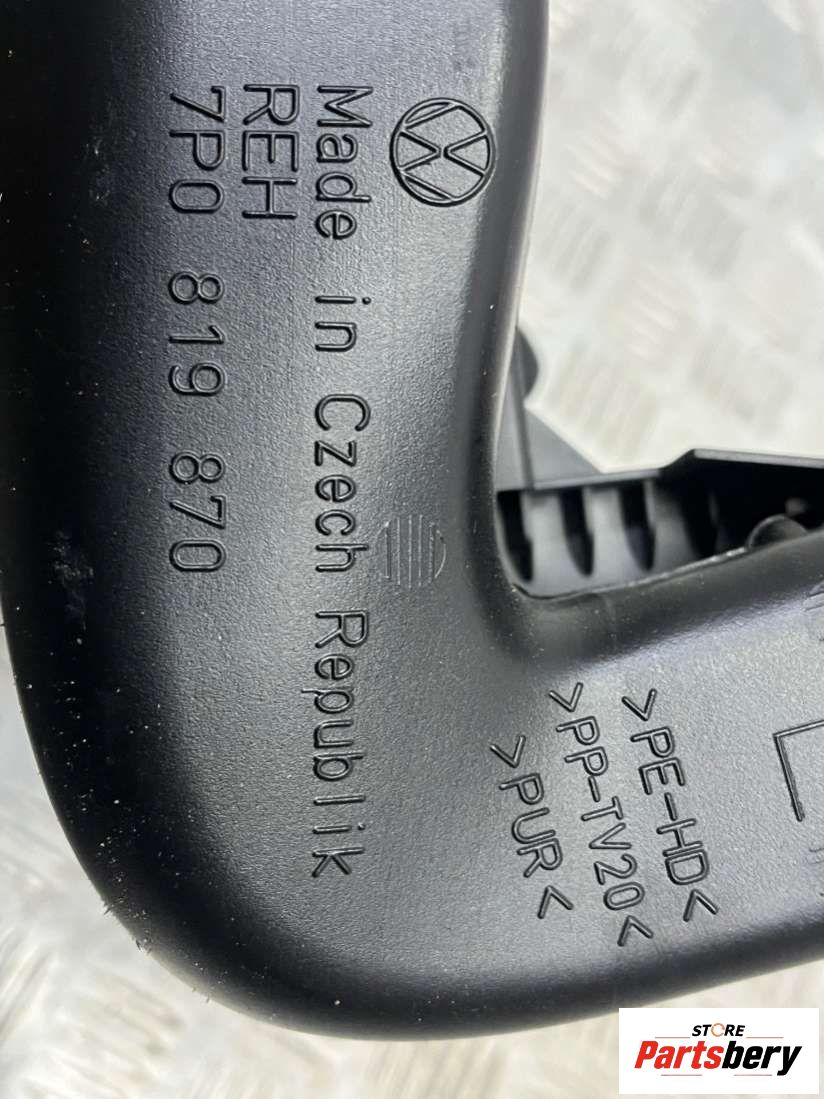 Made in Czech Republik
REH
7P0 819 870
>PE-HD<
>PP-TV20<
>PUR<
STORE
Partsbery